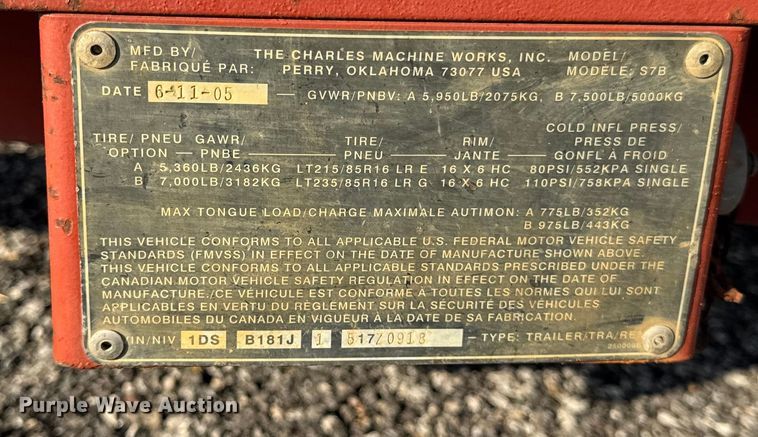 MFD BY/ THE CHARLES MACHINE WORKS, INC. MODEL/
FABRIQUÉ PAR: PERRY, OKLAHOMA 73077 USA MODÈLE: S7B
DATE 6-11-05 GVWR/PNBV: A 5,950LB/2075KG, B 7,500LB/5000KG
COLD INFL PRESS/
TIRE/ PNEU GAWR/ TIRE/ RIM/ PRESS DE
OPTION — PNBE PNEU JANTE GONFL À FROID
A 5,360LB/2436KG LT215/85R16 LR E 16 X 6 HC 80PSI/552KPA SINGLE
B 7,000LB/3182KG LT235/85R16 LR G 16 X 6 HC 110PSI/758KPA SINGLE
MAX TONGUE LOAD/CHARGE MAXIMALE AUTIMON: A 775LB/352KG
B 975LB/443KG
THIS VEHICLE CONFORMS TO ALL APPLICABLE U.S. FEDERAL MOTOR VEHICLE SAFETY
STANDARDS (FMVSS) IN EFFECT ON THE DATE OF MANUFACTURE SHOWN ABOVE.
THIS VEHICLE CONFORMS TO ALL APPLICABLE STANDARDS PRESCRIBED UNDER THE
CANADIAN MOTOR VEHICLE SAFETY REGULATION IN EFFECT ON THE DATE OF
MANUFACTURE./CE VÉHICULE EST CONFORME À TOUTES LES NORMES QUI LUI SONT
APPLICABLES EN VERTU DU RÈGLEMENT SUR LA SÉCURITÉ DES VÉHICULES
AUTOMOBILES DU CANADA EN VIGUEUR À LA DATE DE SA FABRICATION.
VIN/NIV 1DS B181J 1 TYPE: TRAILER/TRA/REM
Purple Wave Auction